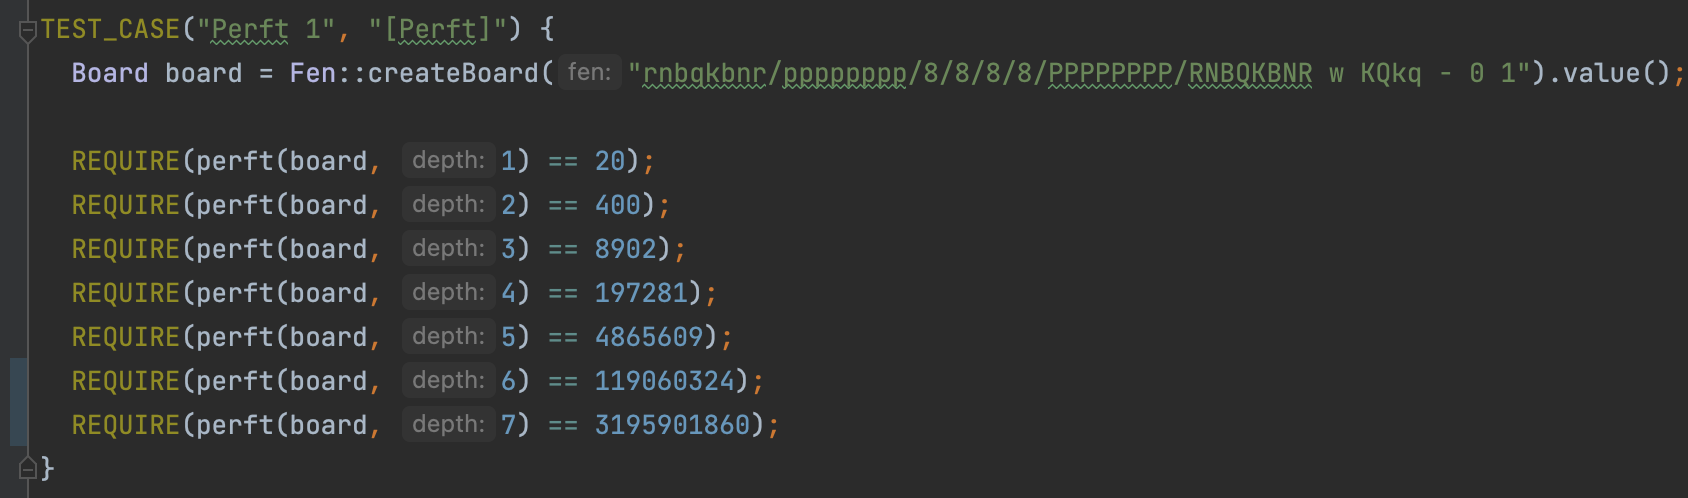 TEST_CASE("Perft 1", "[Perft]") {
Board board = Fen::createBoard( fen: "rnbqkbnr/pppppppp/8/8/8/8/PPPPPPPP/RNBQKBNR w KQkq - 0 1").value();
REQUIRE(perft(board, depth: 1) == 20);
REQUIRE(perft(board, depth: 2) == 400);
REQUIRE(perft(board, depth: 3) == 8902);
REQUIRE(perft(board, depth: 4) == 197281);
REQUIRE(perft(board, depth: 5) == 4865609);
REQUIRE(perft(board, depth: 6) == 119060324);
REQUIRE(perft(board, depth: 7) == 3195901860);
}